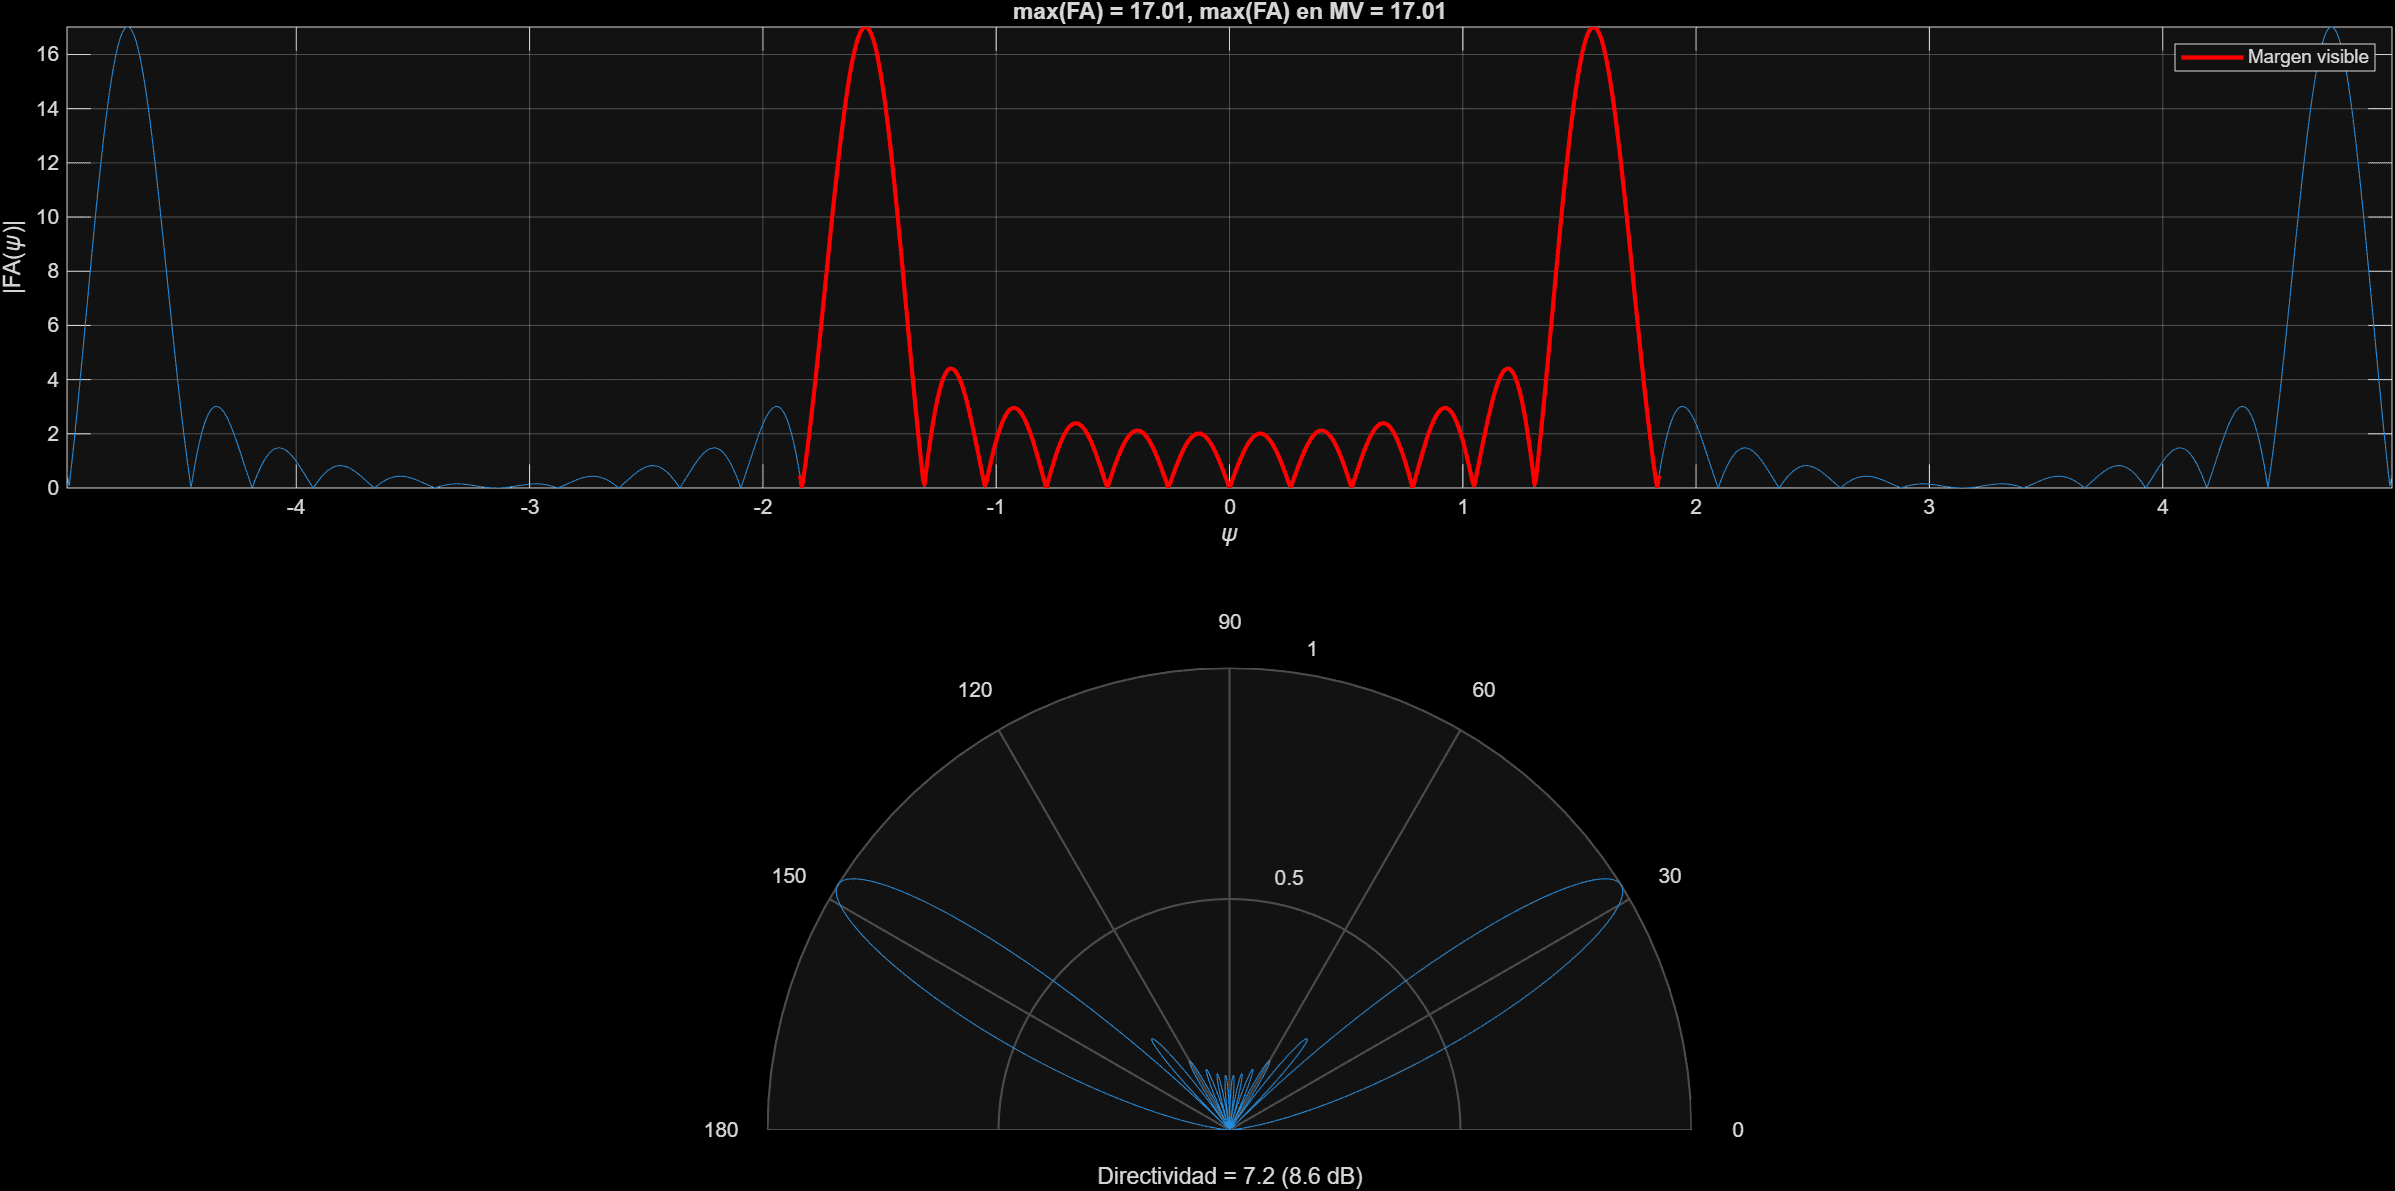 max(FA) = 17.01, max(FA) en MV = 17.01
Margen visible
16
14
12
10
8
6
4
2
0
|FA(ψ)|
-4 -3 -2 -1 0 1 2 3 4
ψ
90
1
120 60
150 0.5 30
180 0
Directividad = 7.2 (8.6 dB)